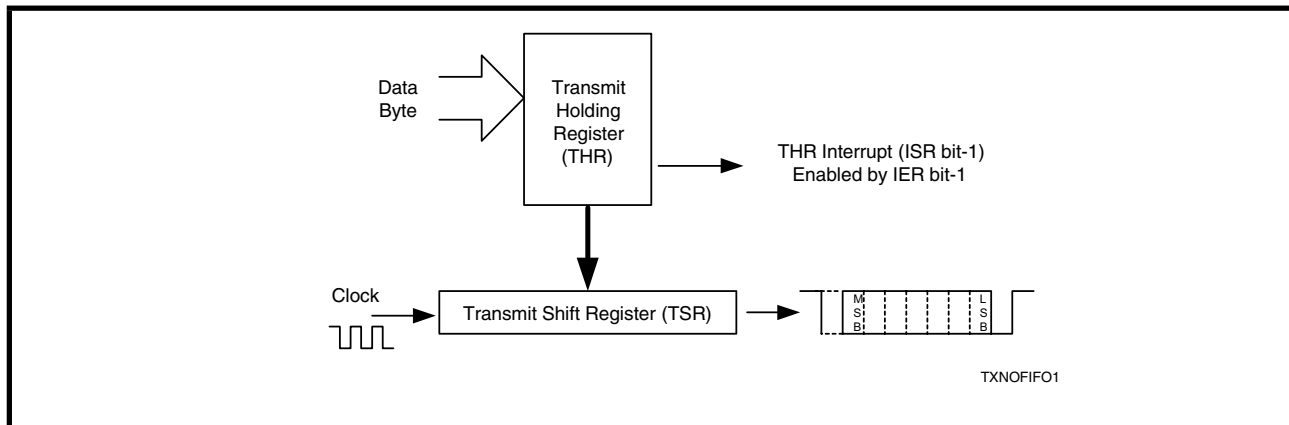 Data
Byte
Transmit
Holding
Register
(THR)
THR Interrupt (ISR bit-1)
Enabled by IER bit-1
Clock
Transmit Shift Register (TSR)
M
S
B
L
S
B
TXNOFIFO1